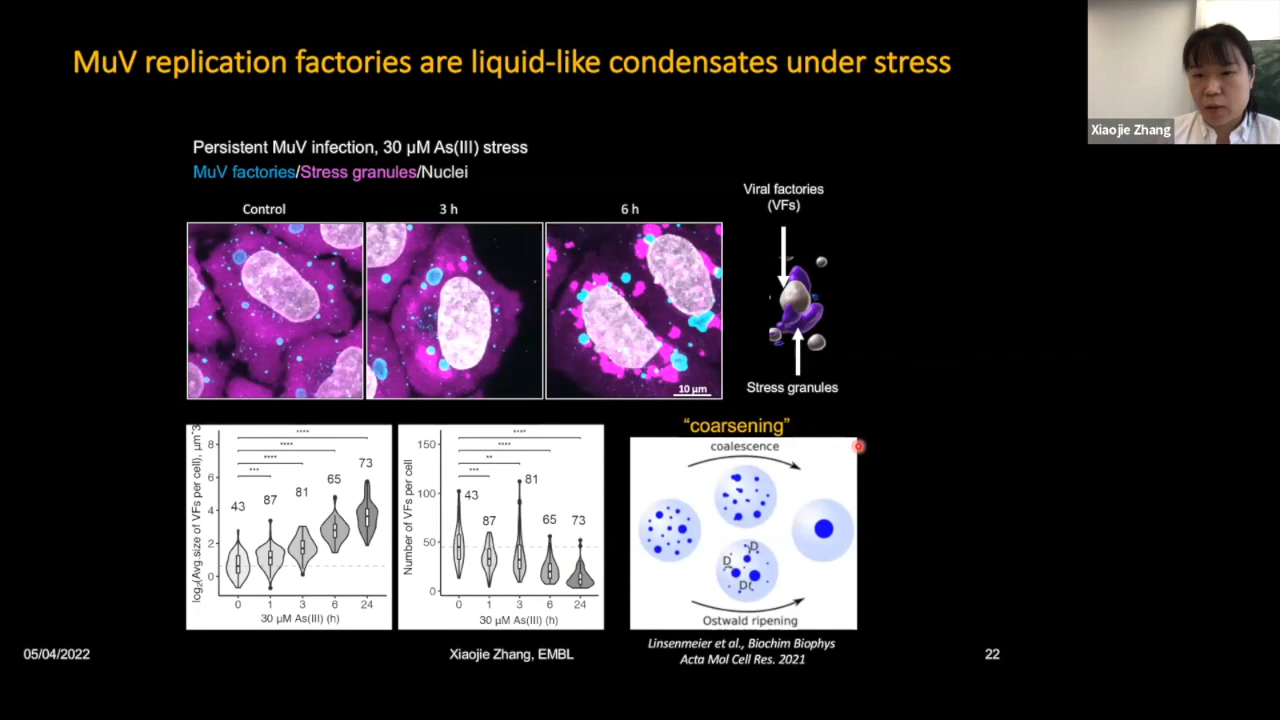 MuV replication factories are liquid-like condensates under stress
Xiaojie Zhang
Persistent MuV infection, 30 µM As(III) stress
MuV factories/Stress granules/Nuclei
Control
3 h
6 h
10 µm
Viral factories
(VFs)
Stress granules
log₂(Avg.size of VFs per cell), µm^3
8
6
4
2
0
****
****
****
***
43
87
81
65
73
0 1 3 6 24
30 µM As(III) (h)
Number of VFs per cell
150
100
50
0
****
****
**
***
43
87
81
65
73
0 1 3 6 24
30 µM As(III) (h)
“coarsening”
coalescence
D
D
D
Ostwald ripening
Linsenmeier et al., Biochim Biophys
Acta Mol Cell Res. 2021
05/04/2022
Xiaojie Zhang, EMBL
22